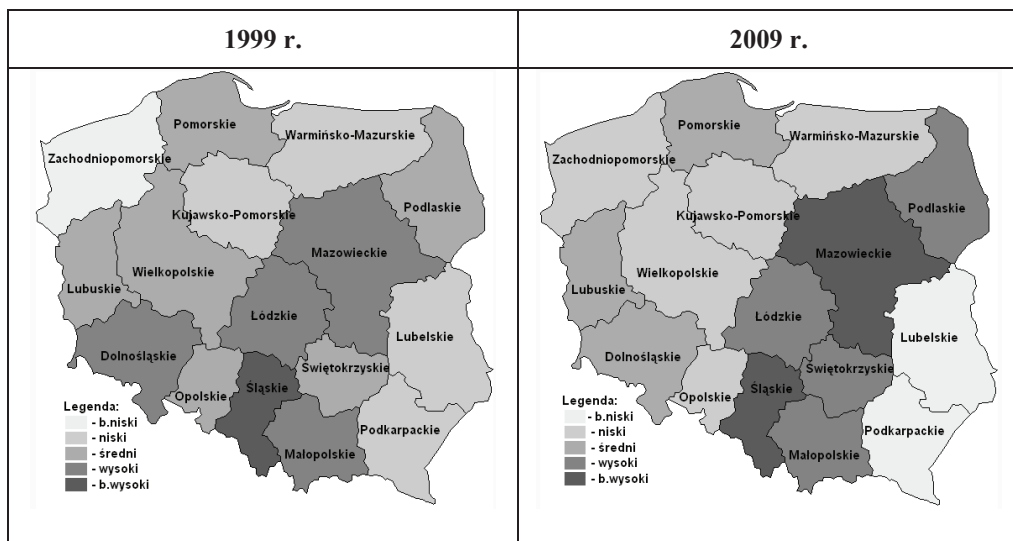 1999 r.
2009 r.
Pomorskie
Warmińsko-Mazurskie
Zachodniopomorskie
Podlaskie
Kujawsko-Pomorskie
Mazowieckie
Wielkopolskie
Lubuskie
Łódzkie
Lubelskie
Dolnośląskie
Świętokrzyskie
Śląskie
Opolskie
Podkarpackie
Małopolskie
Legenda:
- b.niski
- niski
- średni
- wysoki
- b.wysoki
Pomorskie
Warmińsko-Mazurskie
Zachodniopomorskie
Podlaskie
Kujawsko-Pomorskie
Mazowieckie
Wielkopolskie
Lubuskie
Łódzkie
Lubelskie
Dolnośląskie
Świętokrzyskie
Śląskie
Opolskie
Podkarpackie
Małopolskie
Legenda:
- b.niski
- niski
- średni
- wysoki
- b.wysoki